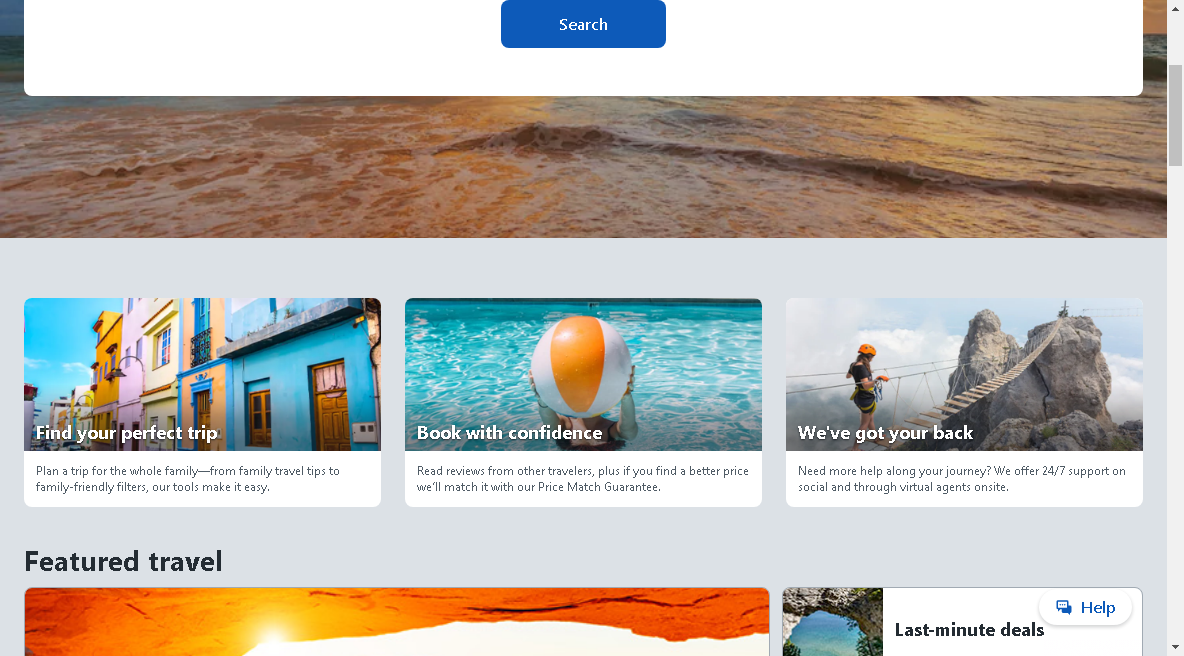 Search
Find your perfect trip
Plan a trip for the whole family—from family travel tips to
family-friendly filters, our tools make it easy.
Book with confidence
Read reviews from other travelers, plus if you find a better price
we'll match it with our Price Match Guarantee.
We've got your back
Need more help along your journey? We offer 24/7 support on
social and through virtual agents onsite.
Featured travel
Help
Last-minute deals